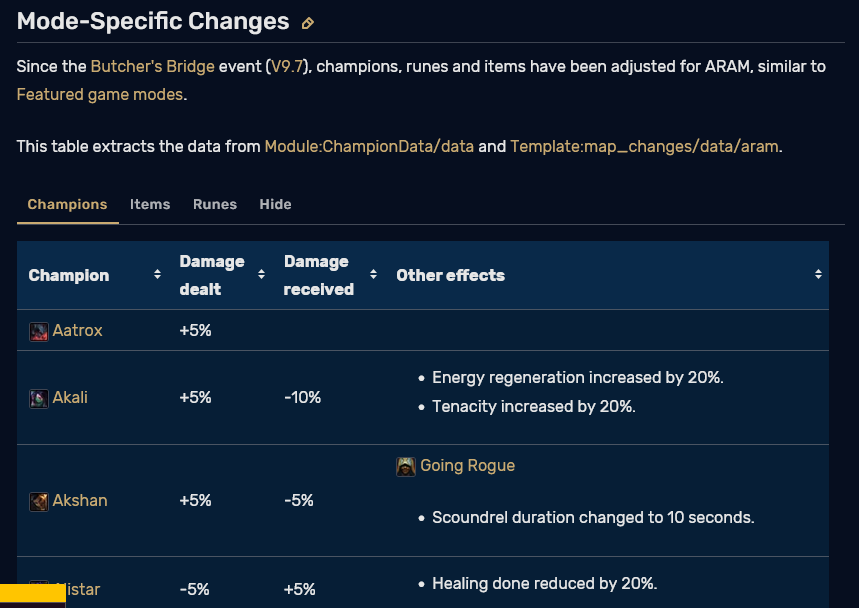 Mode-Specific Changes
Since the Butcher's Bridge event (V9.7), champions, runes and items have been adjusted for ARAM, similar to
Featured game modes.
This table extracts the data from Module:ChampionData/data and Template:map_changes/data/aram.
Champions Items Runes Hide
Champion Damage dealt Damage received Other effects
Aatrox +5%
Akali +5% -10%
• Energy regeneration increased by 20%.
• Tenacity increased by 20%.
Akshan +5% -5%
Going Rogue
• Scoundrel duration changed to 10 seconds.
listar -5% +5%
• Healing done reduced by 20%.